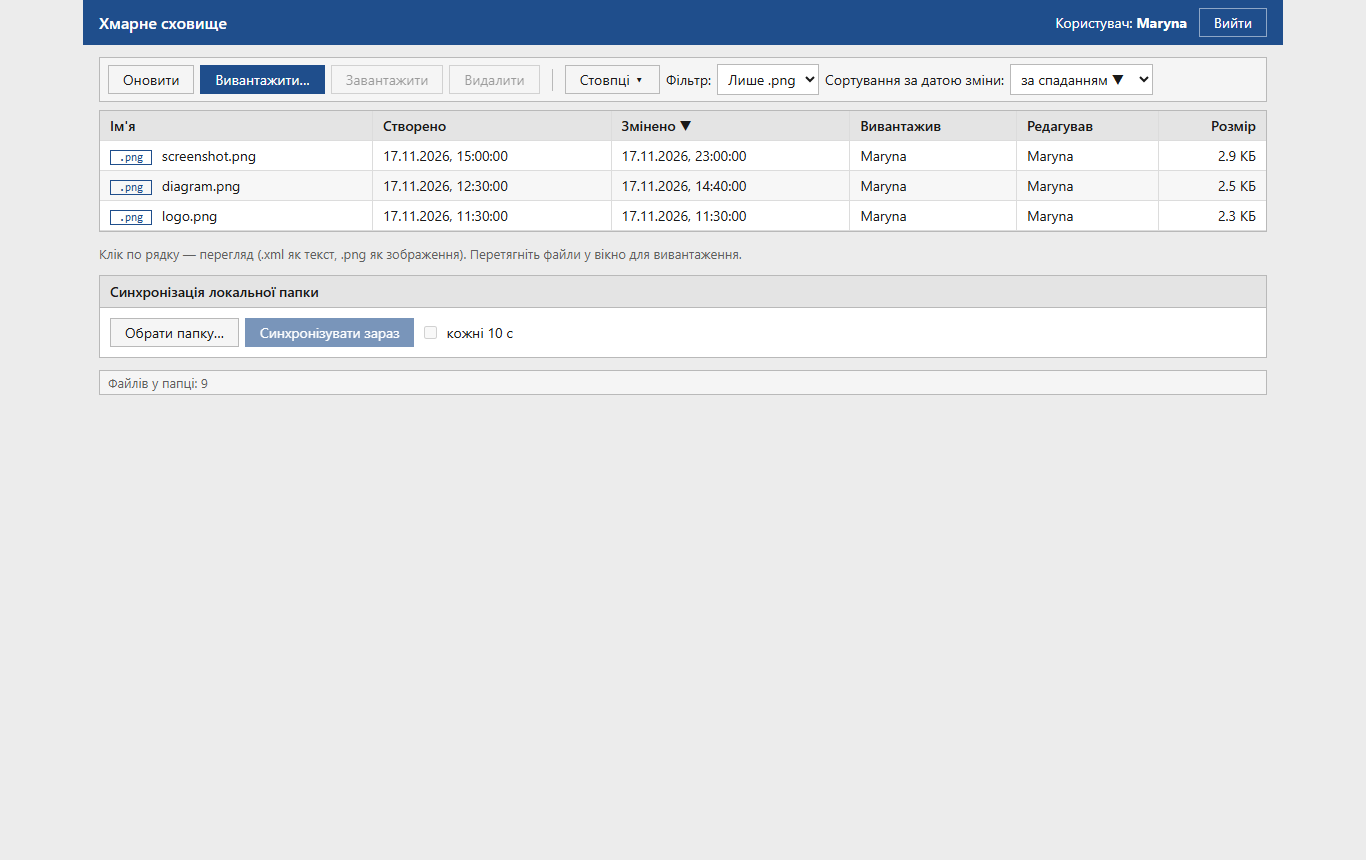 Хмарне сховище Користувач: Maryna Вийти
Оновити Вивантажити... Завантажити Видалити Стовпці ▾ Фільтр: Лише .png Сортування за датою зміни: за спаданням ▼
Ім'я Створено Змінено ▼ Вивантажив Редагував Розмір
.png screenshot.png 17.11.2026, 15:00:00 17.11.2026, 23:00:00 Maryna Maryna 2.9 КБ
.png diagram.png 17.11.2026, 12:30:00 17.11.2026, 14:40:00 Maryna Maryna 2.5 КБ
.png logo.png 17.11.2026, 11:30:00 17.11.2026, 11:30:00 Maryna Maryna 2.3 КБ
Клік по рядку — перегляд (.xml як текст, .png як зображення). Перетягніть файли у вікно для вивантаження.
Синхронізація локальної папки
Обрати папку... Синхронізувати зараз кожні 10 с
Файлів у папці: 9